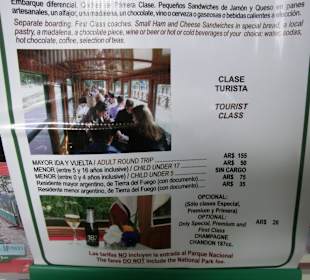 Embarque diferencial, Coches de Primera Clase. Pequeños Sandwiches de Jamón y Queso en panes
artesanales, un alfajor, una madalena, un chocolate, vino o cerveza o gaseosas o bebidas calientes a selección.
Separate boarding. First Class coaches. Small Ham and Cheese Sandwiches in special bread, a local
pastry, a madalena, a chocolate piece, wine or beer or hot or cold beverages of your choice: waters, sodas,
hot chocolate, coffee, selection of teas.
CLASE
TURISTA
TOURIST
CLASS
MAYOR IDA Y VUELTA / ADULT ROUND TRIP AR$ 155
MENOR (entre 5 y 16 años inclusive) / CHILD UNDER 17 AR$ 50
MENOR (entre 0 y 4 años inclusive) / CHILD UNDER 5 SIN CARGO
Residente mayor argentino, de Tierra del Fuego (con documento) AR$ 75
Residente menor argentino, de Tierra del Fuego (con documento) AR$ 35
OPCIONAL:
(Sólo clases Especial,
Premium y Primera)
OPTIONAL:
Only Special, Premium and
First Class
CHAMPAGNE
CHANDON 187cc.
AR$ 26
Las tarifas NO incluyen la entrada al Parque Nacional
The fares DO NOT include the National Park fee.